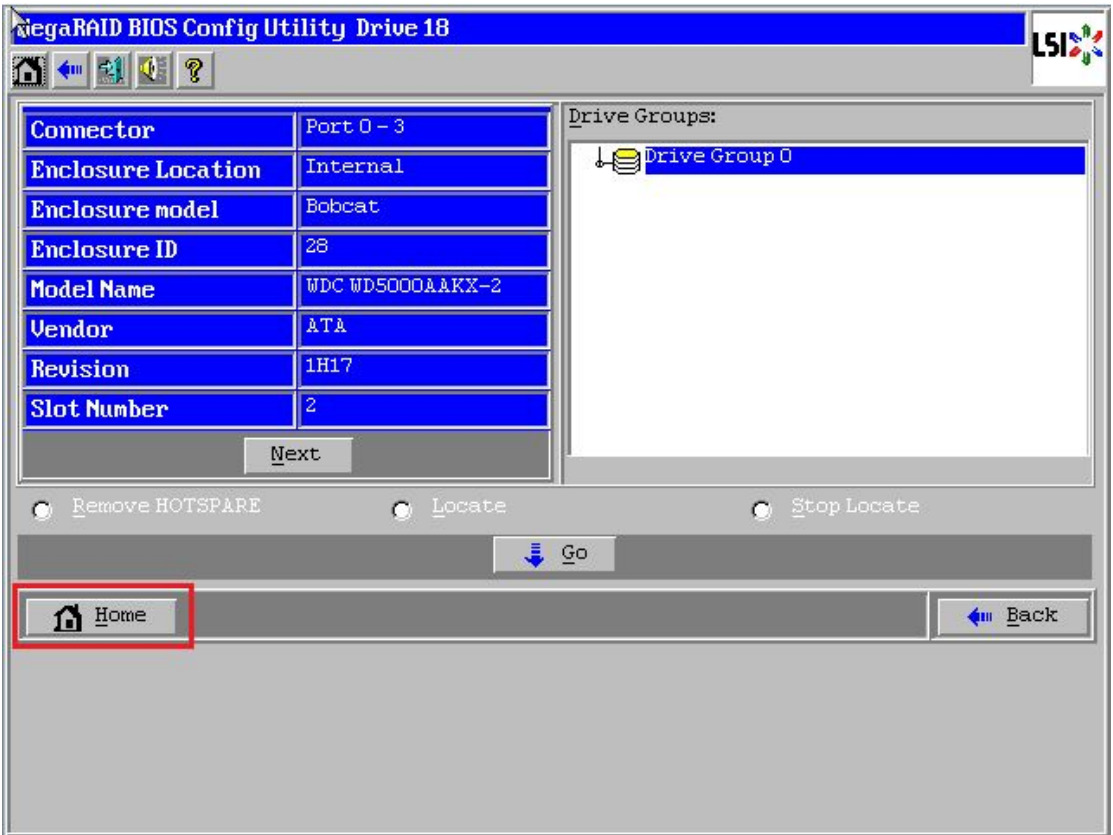 MegaRAID BIOS Config Utility Drive 18
LSI
Connector Port 0 - 3
Enclosure Location Internal
Enclosure model Bobcat
Enclosure ID 28
Model Name WDC WD5000AAKX-2
Vendor ATA
Revision 1H17
Slot Number 2
Next
Drive Groups:
Drive Group 0
Remove HOTSPARE Locate Stop Locate
Go
Home Back